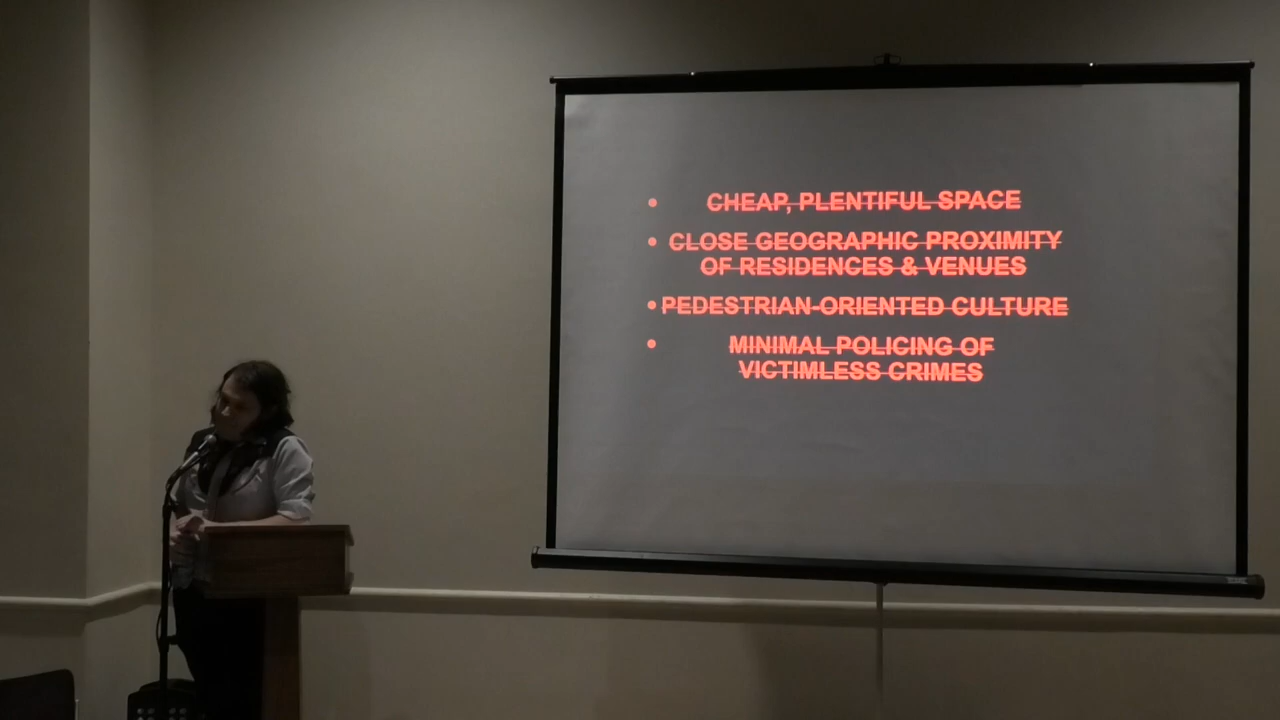 • CHEAP, PLENTIFUL SPACE
• CLOSE GEOGRAPHIC PROXIMITY
OF RESIDENCES & VENUES
• PEDESTRIAN-ORIENTED CULTURE
• MINIMAL POLICING OF
VICTIMLESS CRIMES